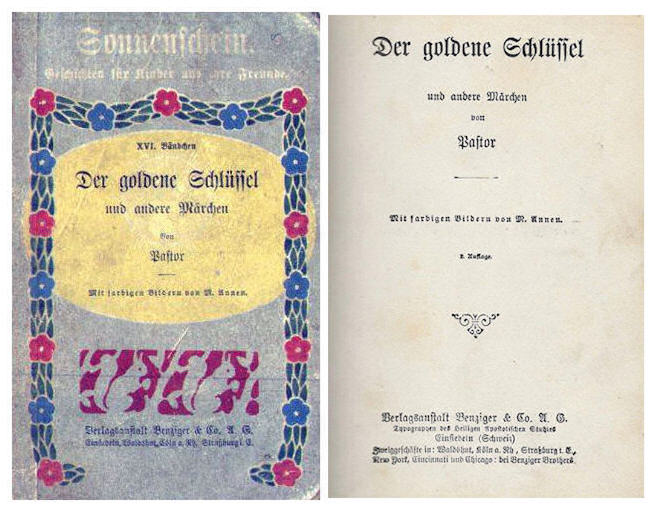 Sonnenschein.
Geschichten für Kinder und ihre Freunde.
XVI. Bändchen
Der goldene Schlüssel
und andere Märchen
Von
Pastor
Mit farbigen Bildern von M. Annen.
Verlagsanstalt Benziger & Co. A. G.
Einsiedeln, Waldshut, Köln a. Rh., Straßburg i. E.
Der goldene Schlüssel
und andere Märchen
von
Pastor
Mit farbigen Bildern von M. Annen.
2. Auflage.
Verlagsanstalt Benziger & Co. A. G.
Typographen des Heiligen Apostolischen Stuhles
Einsiedeln (Schweiz)
Zweiggeschäfte in: Waldshut, Köln a. Rh., Straßburg i. E.,
New York, Cincinnati und Chicago: bei Benziger Brothers.